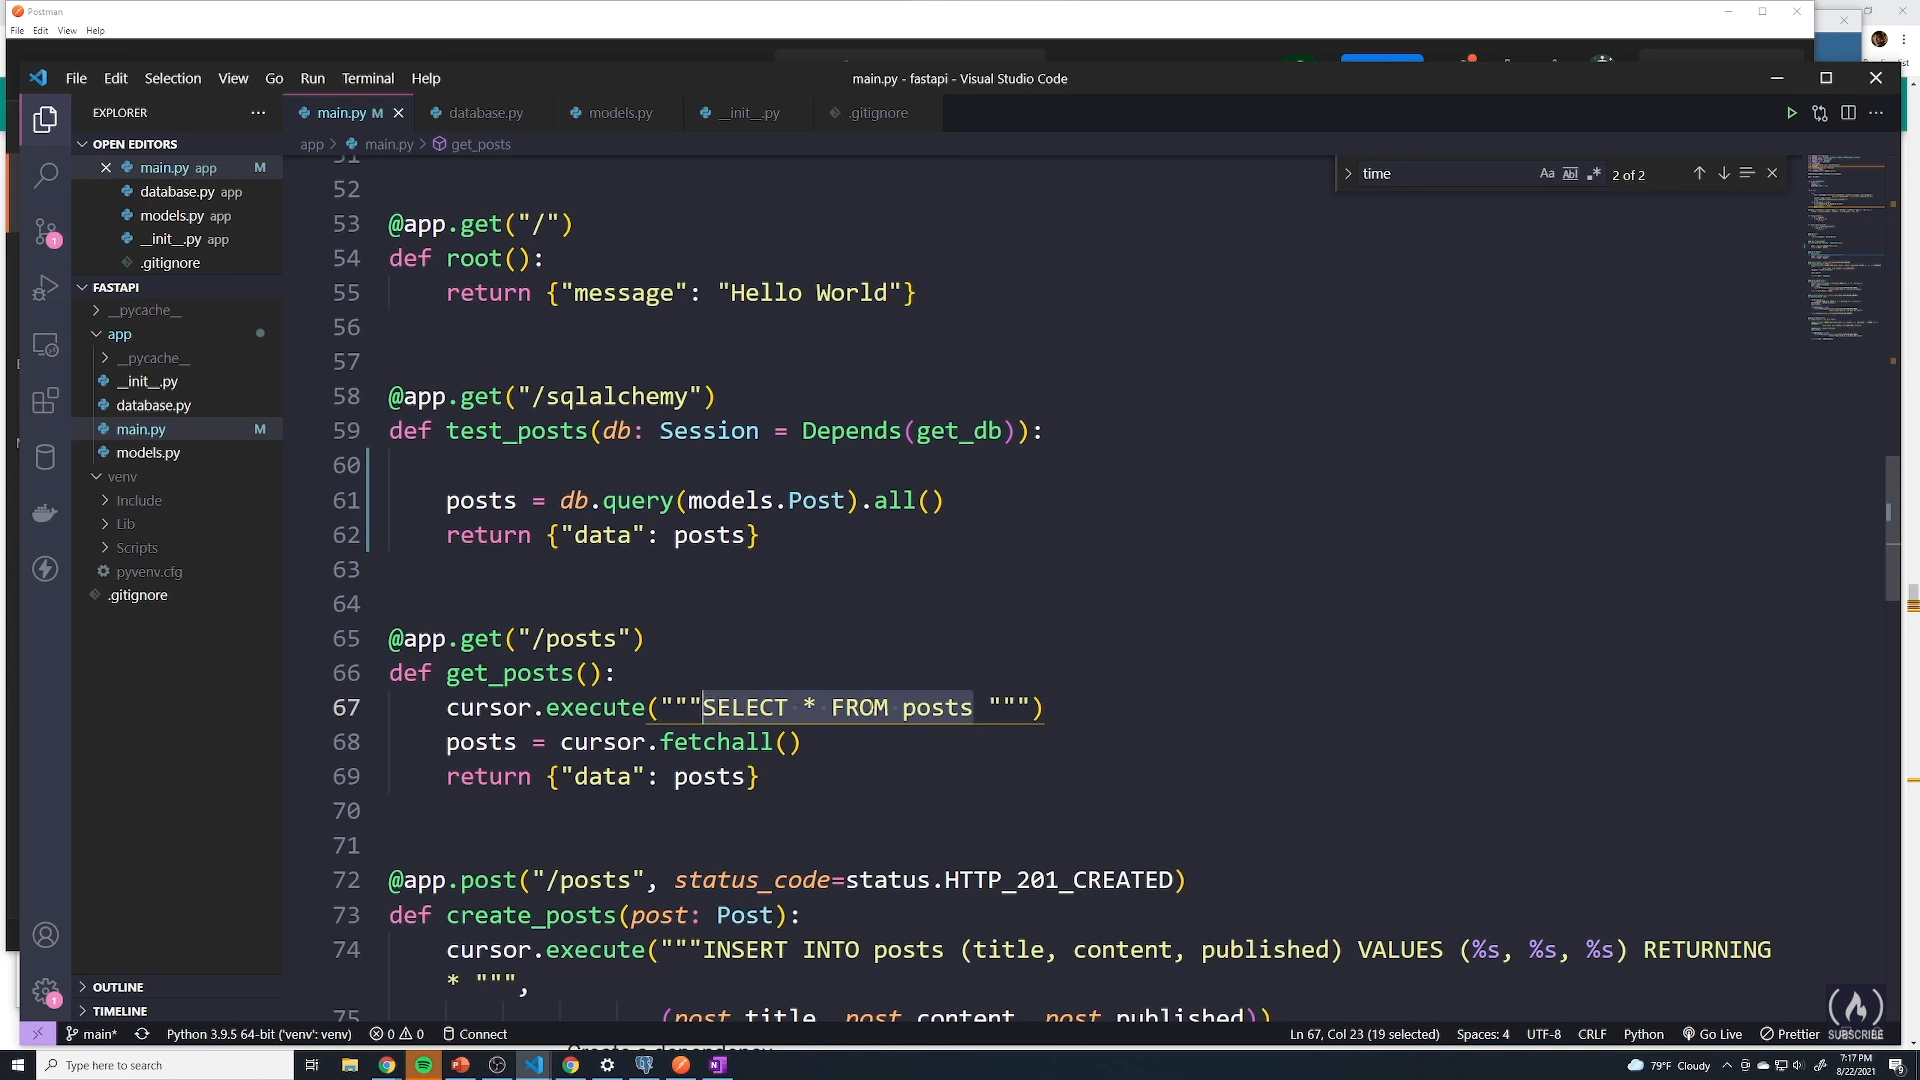 Postman
File Edit View Help
File Edit Selection View Go Run Terminal Help
main.py - fastapi - Visual Studio Code
EXPLORER
main.py M
database.py
models.py
__init__.py
.gitignore
OPEN EDITORS
app > main.py > get_posts
main.py app M
database.py app
models.py app
__init__.py app
.gitignore
FASTAPI
__pycache__
app
__pycache__
__init__.py
database.py
main.py M
models.py
venv
Include
Lib
Scripts
pyvenv.cfg
.gitignore
OUTLINE
TIMELINE
time
Aa Abl .* 2 of 2
51
52
53 @app.get("/")
54 def root():
55 return {"message": "Hello World"}
56
57
58 @app.get("/sqlalchemy")
59 def test_posts(db: Session = Depends(get_db)):
60
61 posts = db.query(models.Post).all()
62 return {"data": posts}
63
64
65 @app.get("/posts")
66 def get_posts():
67 cursor.execute("""SELECT * FROM posts """)
68 posts = cursor.fetchall()
69 return {"data": posts}
70
71
72 @app.post("/posts", status_code=status.HTTP_201_CREATED)
73 def create_posts(post: Post):
74 cursor.execute("""INSERT INTO posts (title, content, published) VALUES (%s, %s, %s) RETURNING
* """,
75 (post.title, post.content, post.published))
1
1
main* Python 3.9.5 64-bit ('venv': venv) 0 0 Connect
Ln 67, Col 23 (19 selected) Spaces: 4 UTF-8 CRLF Python Go Live Prettier
SUBSCRIBE
Create a dependency
Type here to search
79°F Cloudy
7:17 PM
8/22/2021